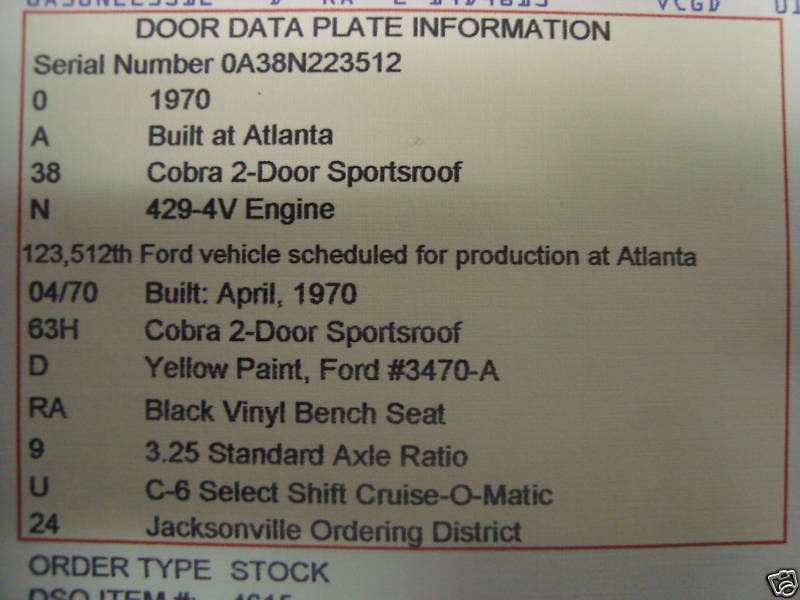 DOOR DATA PLATE INFORMATION
Serial Number 0A38N223512
0 1970
A Built at Atlanta
38 Cobra 2-Door Sportsroof
N 429-4V Engine
123,512th Ford vehicle scheduled for production at Atlanta
04/70 Built: April, 1970
63H Cobra 2-Door Sportsroof
D Yellow Paint, Ford #3470-A
RA Black Vinyl Bench Seat
9 3.25 Standard Axle Ratio
U C-6 Select Shift Cruise-O-Matic
24 Jacksonville Ordering District
ORDER TYPE STOCK
DSO ITEM #: